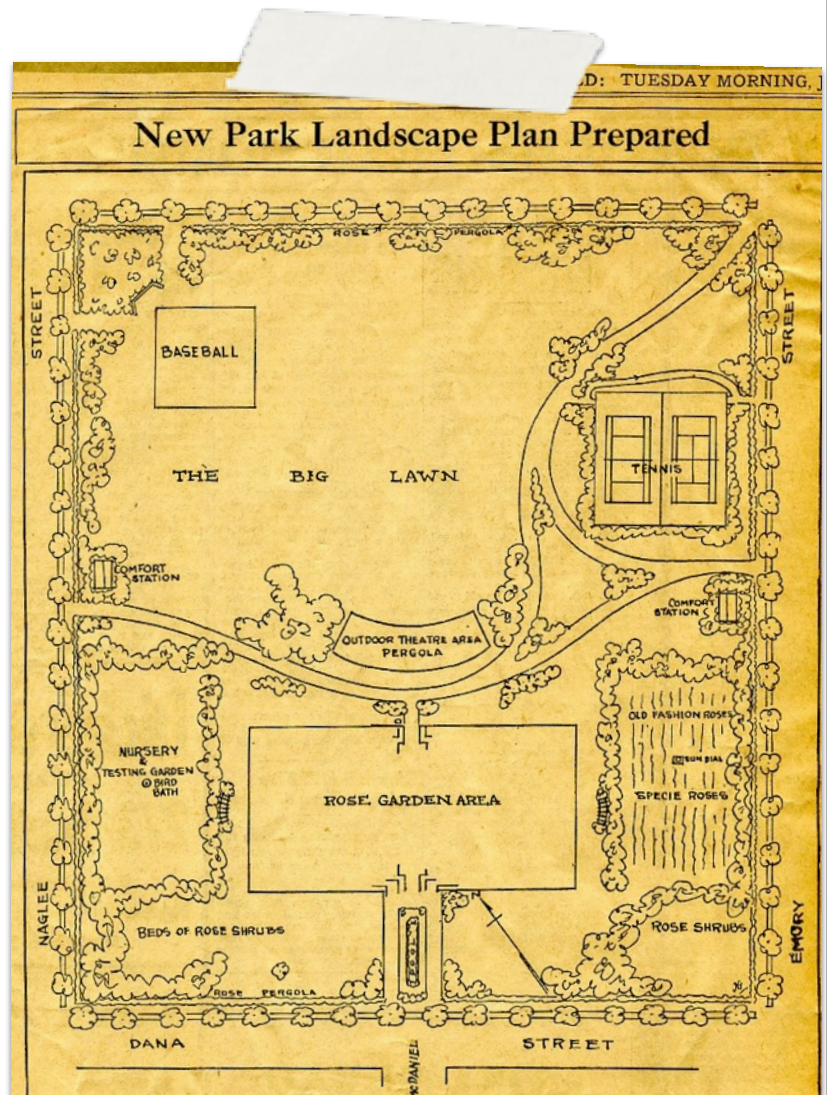 TUESDAY MORNING,
New Park Landscape Plan Prepared
ROSE PERGOLA
STREET
STREET
BASEBALL
TENNIS
THE BIG LAWN
COMFORT
STATION
COMFORT
STATION
OUTDOOR THEATRE AREA
PERGOLA
OLD FASHION ROSES
SUN DIAL
SPECIE ROSES
NURSERY
&
TESTING GARDEN
BIRD
BATH
ROSE GARDEN AREA
NAGLEE
EMORY
BEDS OF ROSE SHRUBS
ROSE SHRUBS
N
ROSE PERGOLA
DANA STREET
McDANIEL